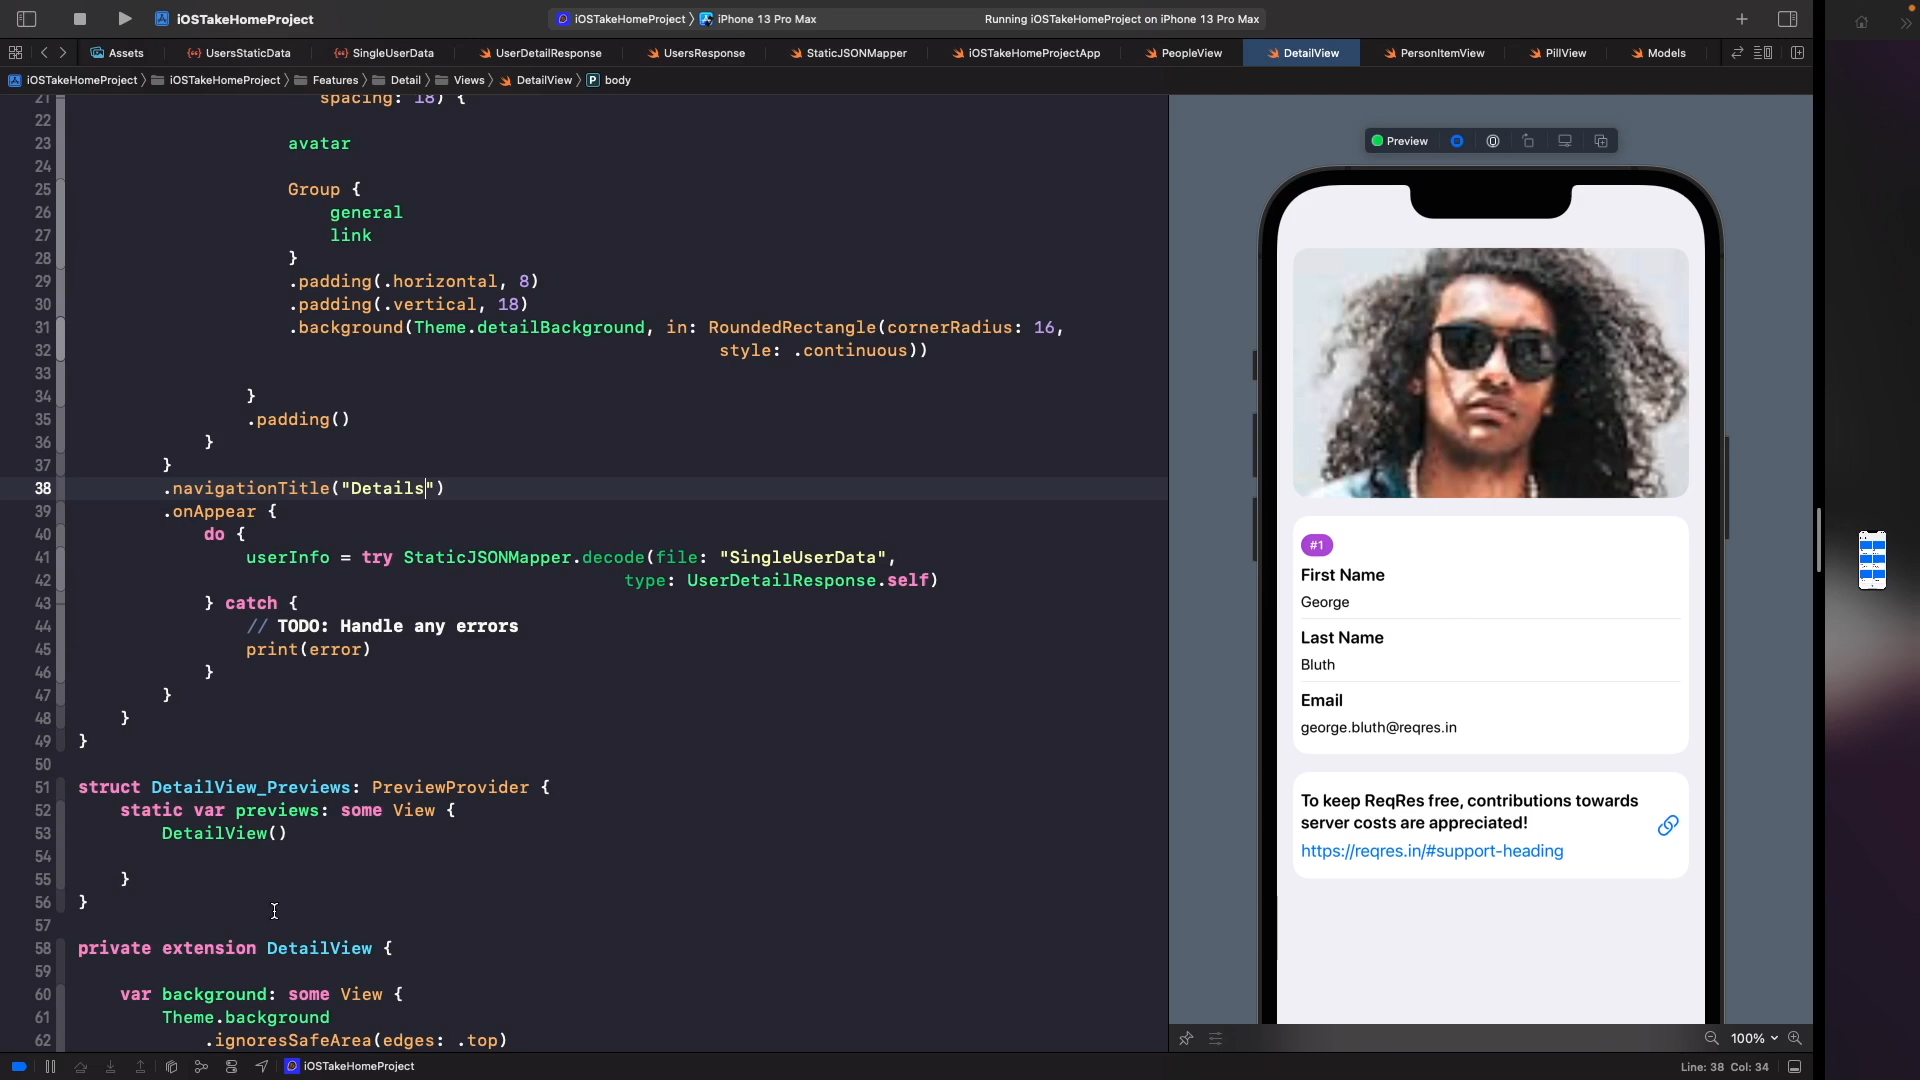 iOSTakeHomeProject
iOSTakeHomeProject 〉 iPhone 13 Pro Max
Running iOSTakeHomeProject on iPhone 13 Pro Max
Assets
UsersStaticData
SingleUserData
UserDetailResponse
UsersResponse
StaticJSONMapper
iOSTakeHomeProjectApp
PeopleView
DetailView
PersonItemView
PillView
Models
iOSTakeHomeProject 〉 iOSTakeHomeProject 〉 Features 〉 Detail 〉 Views 〉 DetailView 〉 P body
21 spacing: 18) {
22
23 avatar
24
25 Group {
26 general
27 link
28 }
29 .padding(.horizontal, 8)
30 .padding(.vertical, 18)
31 .background(Theme.detailBackground, in: RoundedRectangle(cornerRadius: 16,
32 style: .continuous))
33
34 }
35 .padding()
36 }
37 }
38 .navigationTitle("Details")
39 .onAppear {
40 do {
41 userInfo = try StaticJSONMapper.decode(file: "SingleUserData",
42 type: UserDetailResponse.self)
43 } catch {
44 // TODO: Handle any errors
45 print(error)
46 }
47 }
48 }
49 }
50
51 struct DetailView_Previews: PreviewProvider {
52 static var previews: some View {
53 DetailView()
54
55 }
56 }
57
58 private extension DetailView {
59
60 var background: some View {
61 Theme.background
62 .ignoresSafeArea(edges: .top)
Preview
#1
First Name
George
Last Name
Bluth
Email
george.bluth@reqres.in
To keep ReqRes free, contributions towards
server costs are appreciated!
https://reqres.in/#support-heading
100%
iOSTakeHomeProject
Line: 38 Col: 34